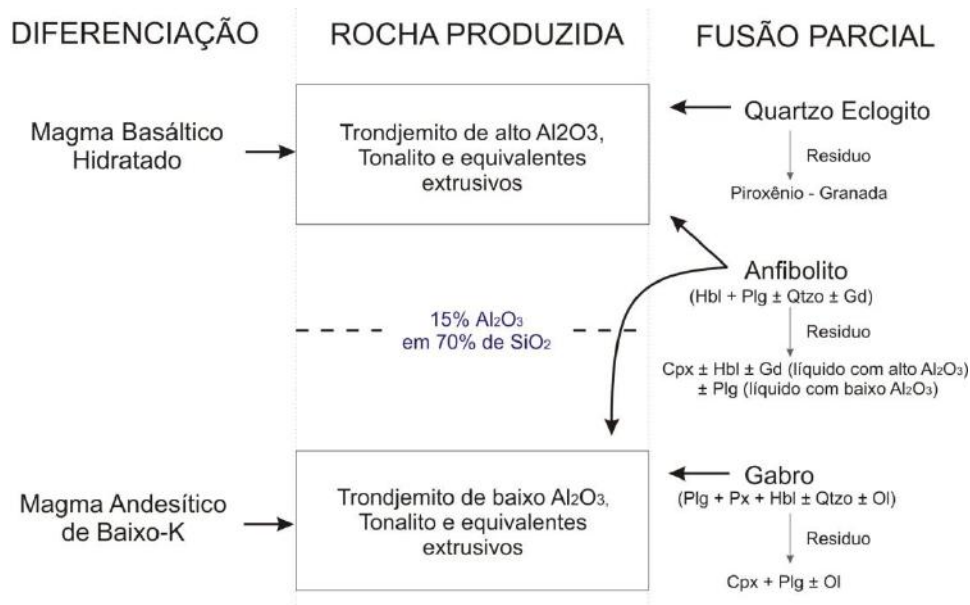 DIFERENCIAÇÃO
ROCHA PRODUZIDA
FUSÃO PARCIAL
Magma Basáltico
Hidratado
Trondjemito de alto Al2O3,
Tonalito e equivalentes
extrusivos
Quartzo Eclogito
Residuo
Piroxênio - Granada
Anfibolito
(Hbl + Plg ± Qtzo ± Gd)
Residuo
Cpx ± Hbl ± Gd (líquido com alto Al₂O₃)
± Plg (líquido com baixo Al₂O₃)
15% Al₂O₃
em 70% de SiO₂
Magma Andesítico
de Baixo-K
Trondjemito de baixo Al₂O₃,
Tonalito e equivalentes
extrusivos
Gabro
(Plg + Px + Hbl ± Qtzo ± Ol)
Residuo
Cpx + Plg ± Ol